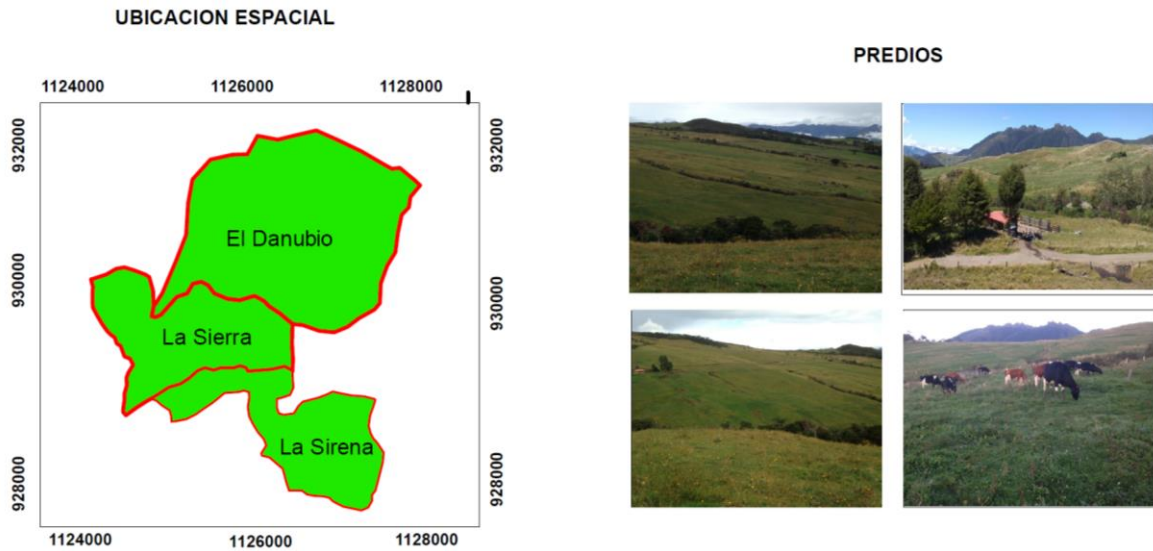 UBICACION ESPACIAL
PREDIOS
1124000 1126000 1128000
932000
932000
El Danubio
930000
930000
La Sierra
La Sirena
928000
928000
1124000 1126000 1128000